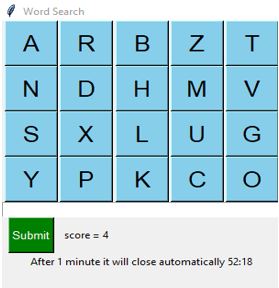 Word Search
A R B Z T
N D H M V
S X L U G
Y P K C O
Submit score = 4
After 1 minute it will close automatically 52:18